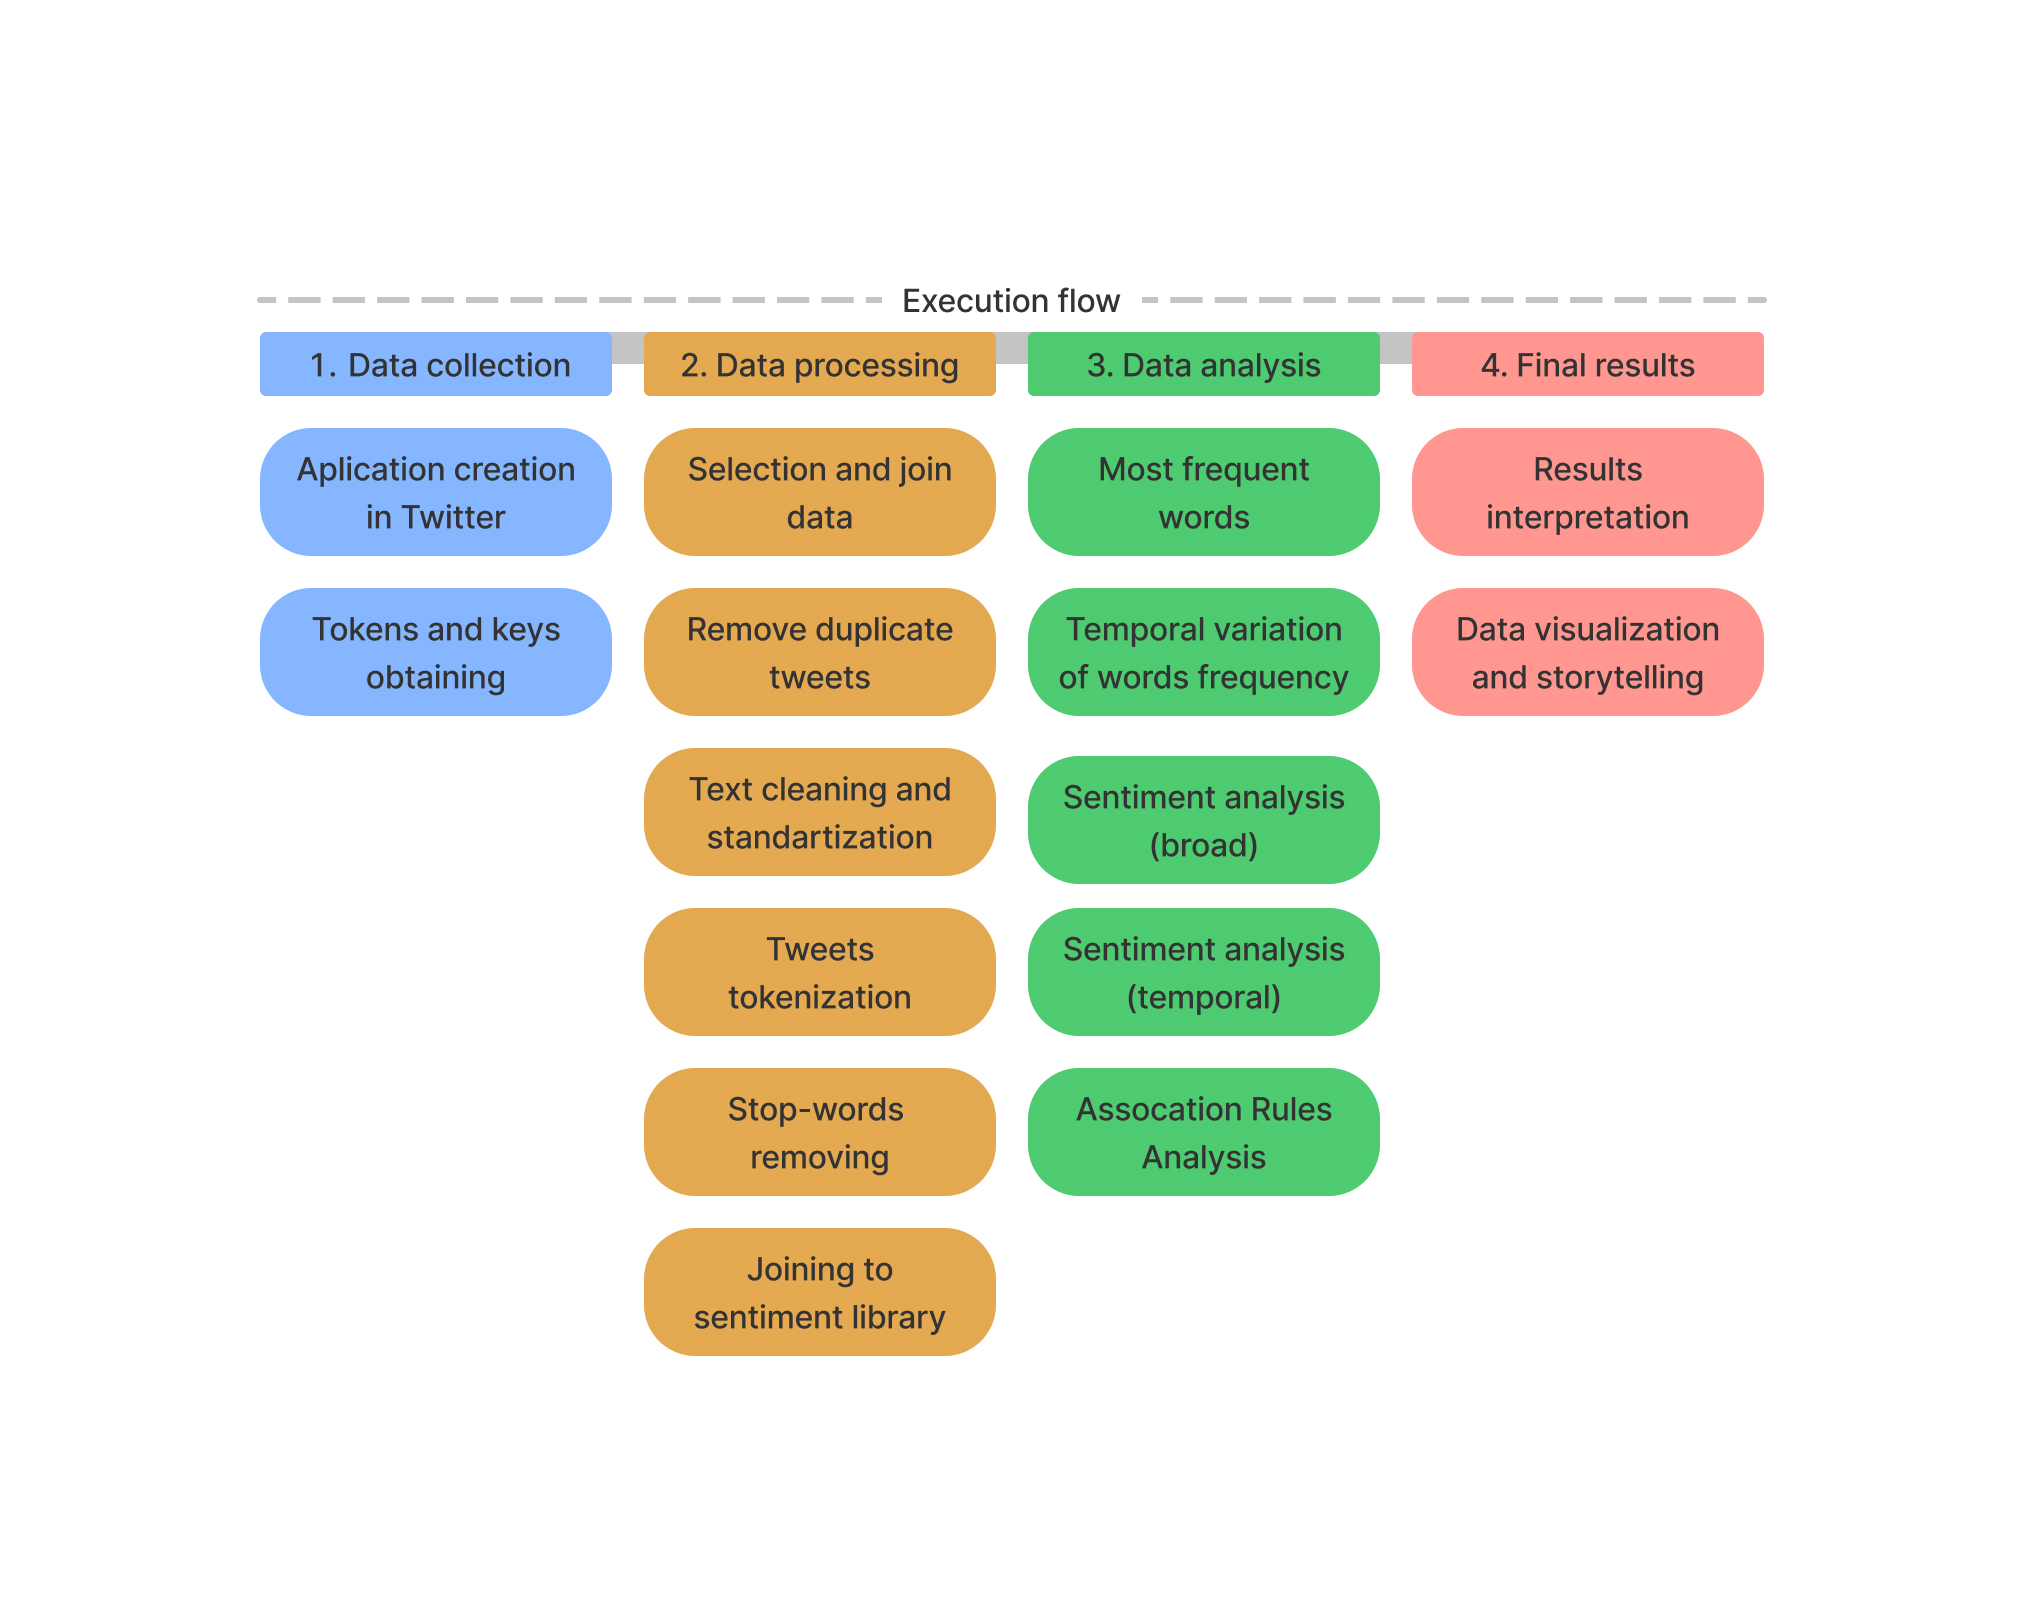 Execution flow
1. Data collection
Aplication creation
in Twitter
Tokens and keys
obtaining
2. Data processing
Selection and join
data
Remove duplicate
tweets
Text cleaning and
standartization
Tweets
tokenization
Stop-words
removing
Joining to
sentiment library
3. Data analysis
Most frequent
words
Temporal variation
of words frequency
Sentiment analysis
(broad)
Sentiment analysis
(temporal)
Assocation Rules
Analysis
4. Final results
Results
interpretation
Data visualization
and storytelling